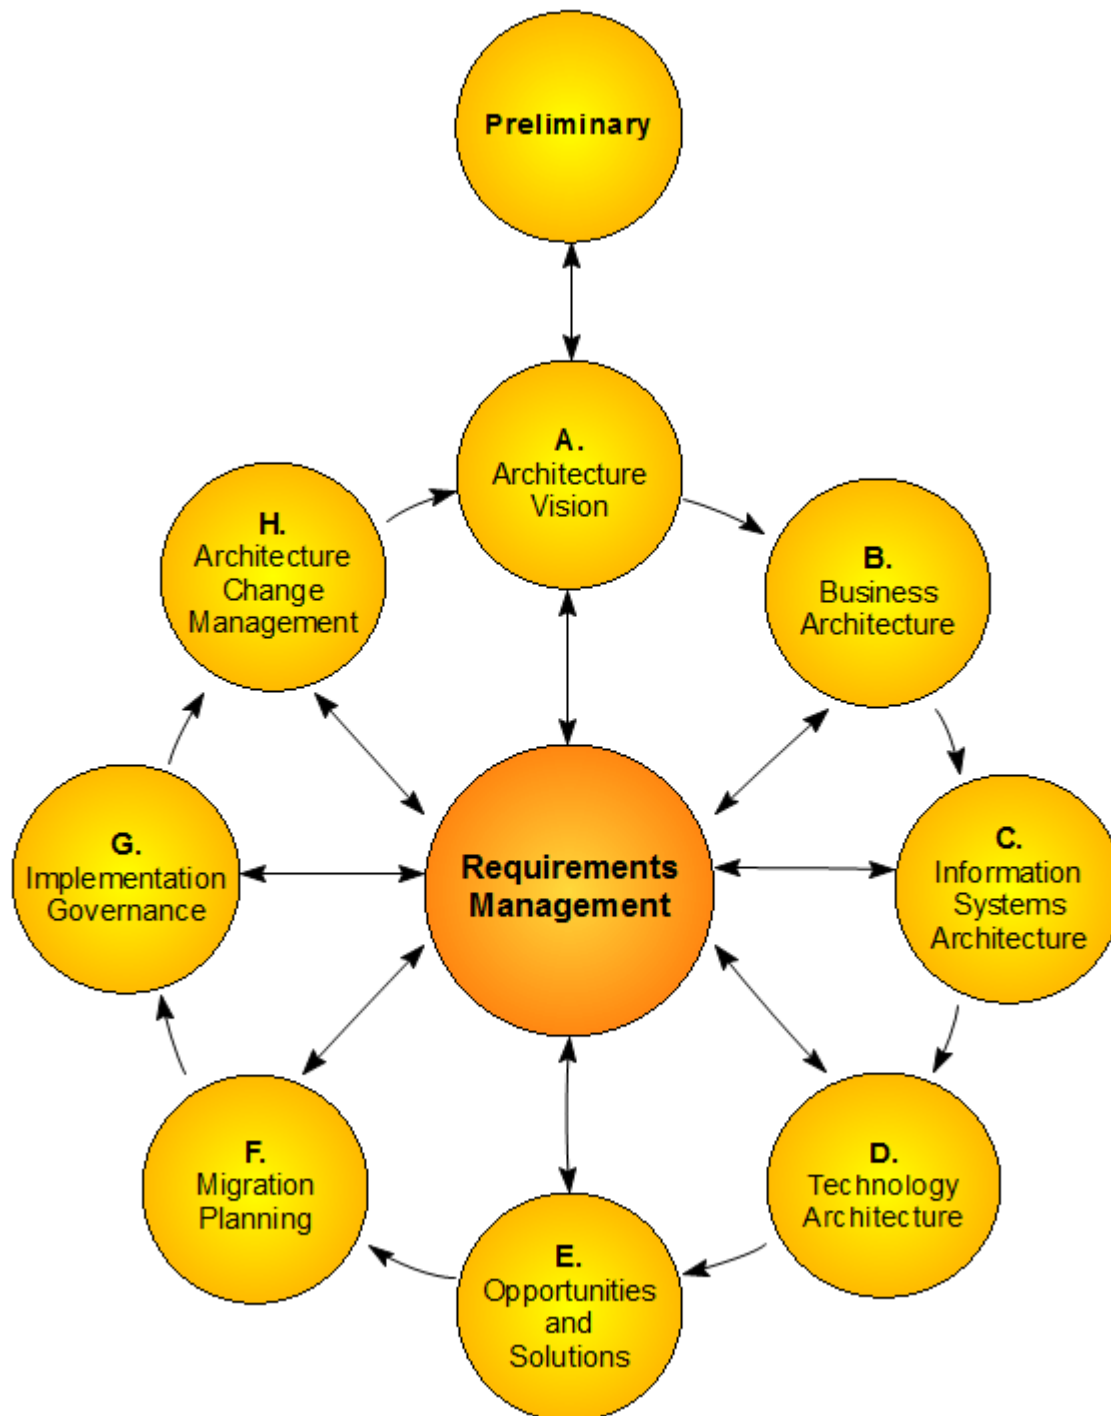 Preliminary
A.
Architecture
Vision
B.
Business
Architecture
C.
Information
Systems
Architecture
D.
Technology
Architecture
E.
Opportunities
and
Solutions
F.
Migration
Planning
G.
Implementation
Governance
H.
Architecture
Change
Management
Requirements
Management